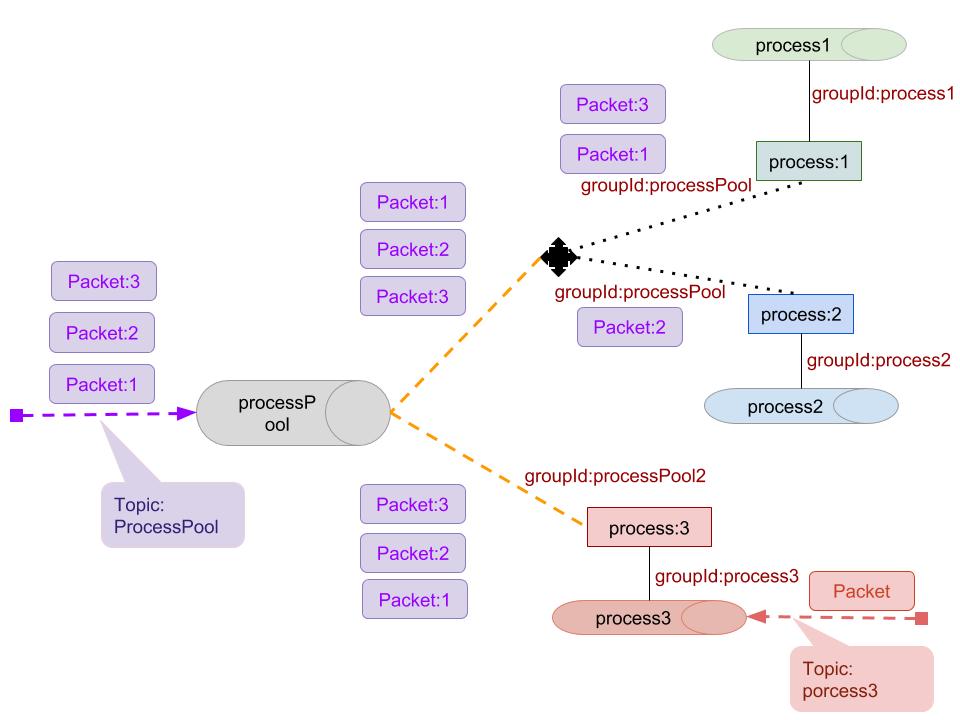 process1
groupId:process1
Packet:3
Packet:1
process:1
groupId:processPool
Packet:1
Packet:2
Packet:3
Packet:3
Packet:2
Packet:1
groupId:processPool
Packet:2
process:2
groupId:process2
process2
processP
ool
Topic:
ProcessPool
groupId:processPool2
Packet:3
Packet:2
Packet:1
process:3
groupId:process3
Packet
process3
Topic:
porcess3